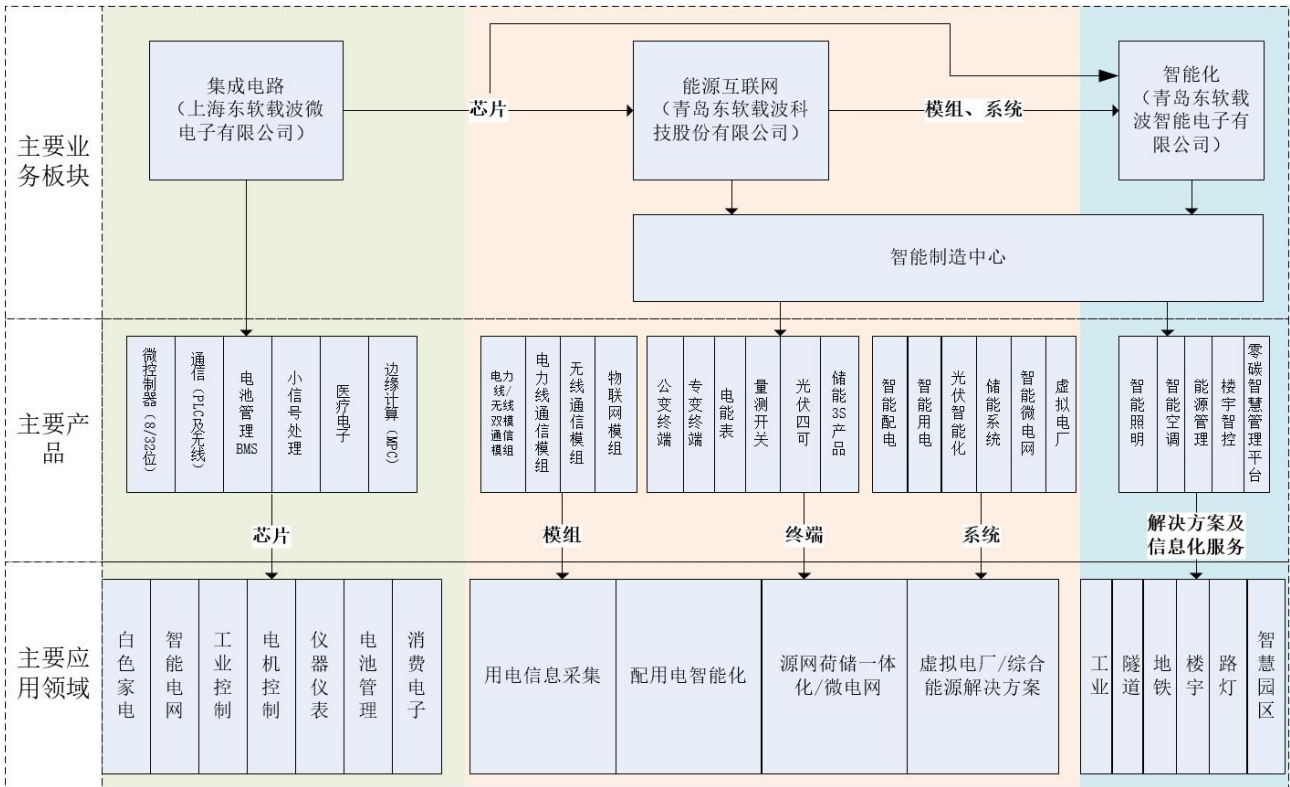 主要业
务板块
集成电路
（上海东软载波微
电子有限公司）
芯片
能源互联网
（青岛东软载波科
技股份有限公司）
模组、系统
智能化
（青岛东软载
波智能电子有
限公司）
智能制造中心
主要产
品
微控制器（8/32位）
通信（PLC及无线）
电池管理
BMS
小信号处理
医疗电子
边缘计算（MPC）
电力
线/
无线
双模
通信
模组
电力线通信模组
无线通信模组
物联网模组
公变终端
专变终端
电能表
量测开关
光伏四可
储能3S产品
智能配电
智能用电
光伏智能化
储能系统
智能微电网
虚拟电厂
智能照明
智能空调
能源管理
楼宇智控
零碳智慧管理平台
芯片
模组
终端
系统
解决方案及
信息化服务
主要应
用领域
白色家电
智能电网
工业控制
电机控制
仪器仪表
电池管理
消费电子
用电信息采集
配用电智能化
源网荷储一体
化/微电网
虚拟电厂/综合
能源解决方案
工业
隧道
地铁
楼宇
路灯
智慧园区